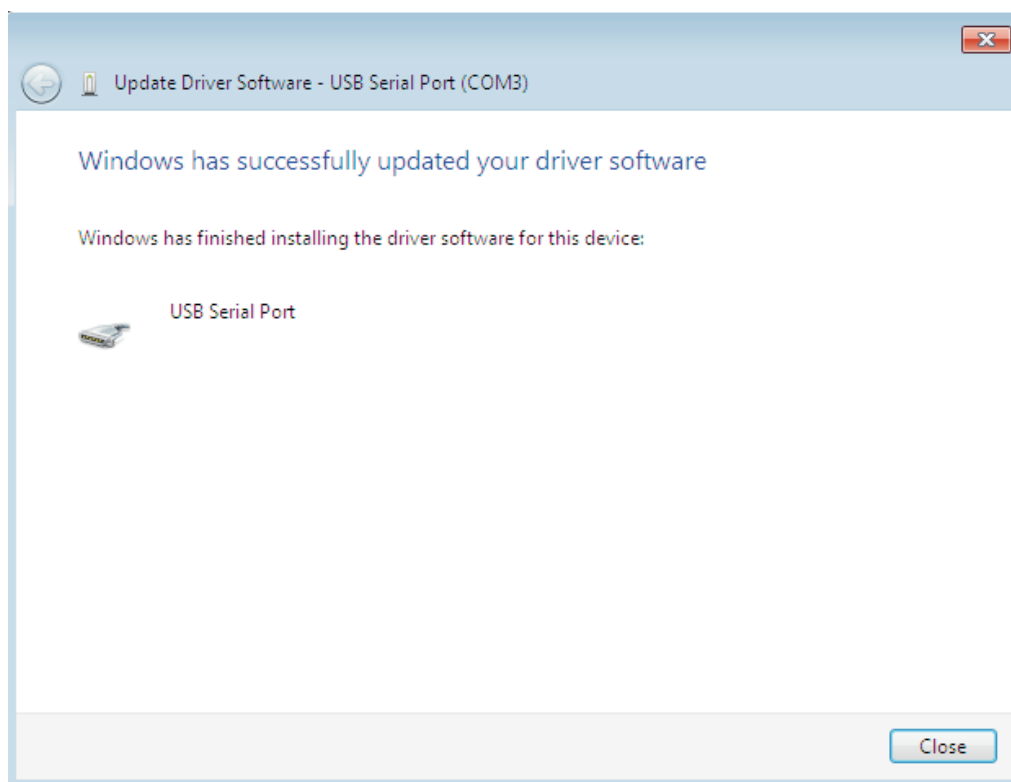 Update Driver Software - USB Serial Port (COM3)
Windows has successfully updated your driver software
Windows has finished installing the driver software for this device:
USB Serial Port
Close